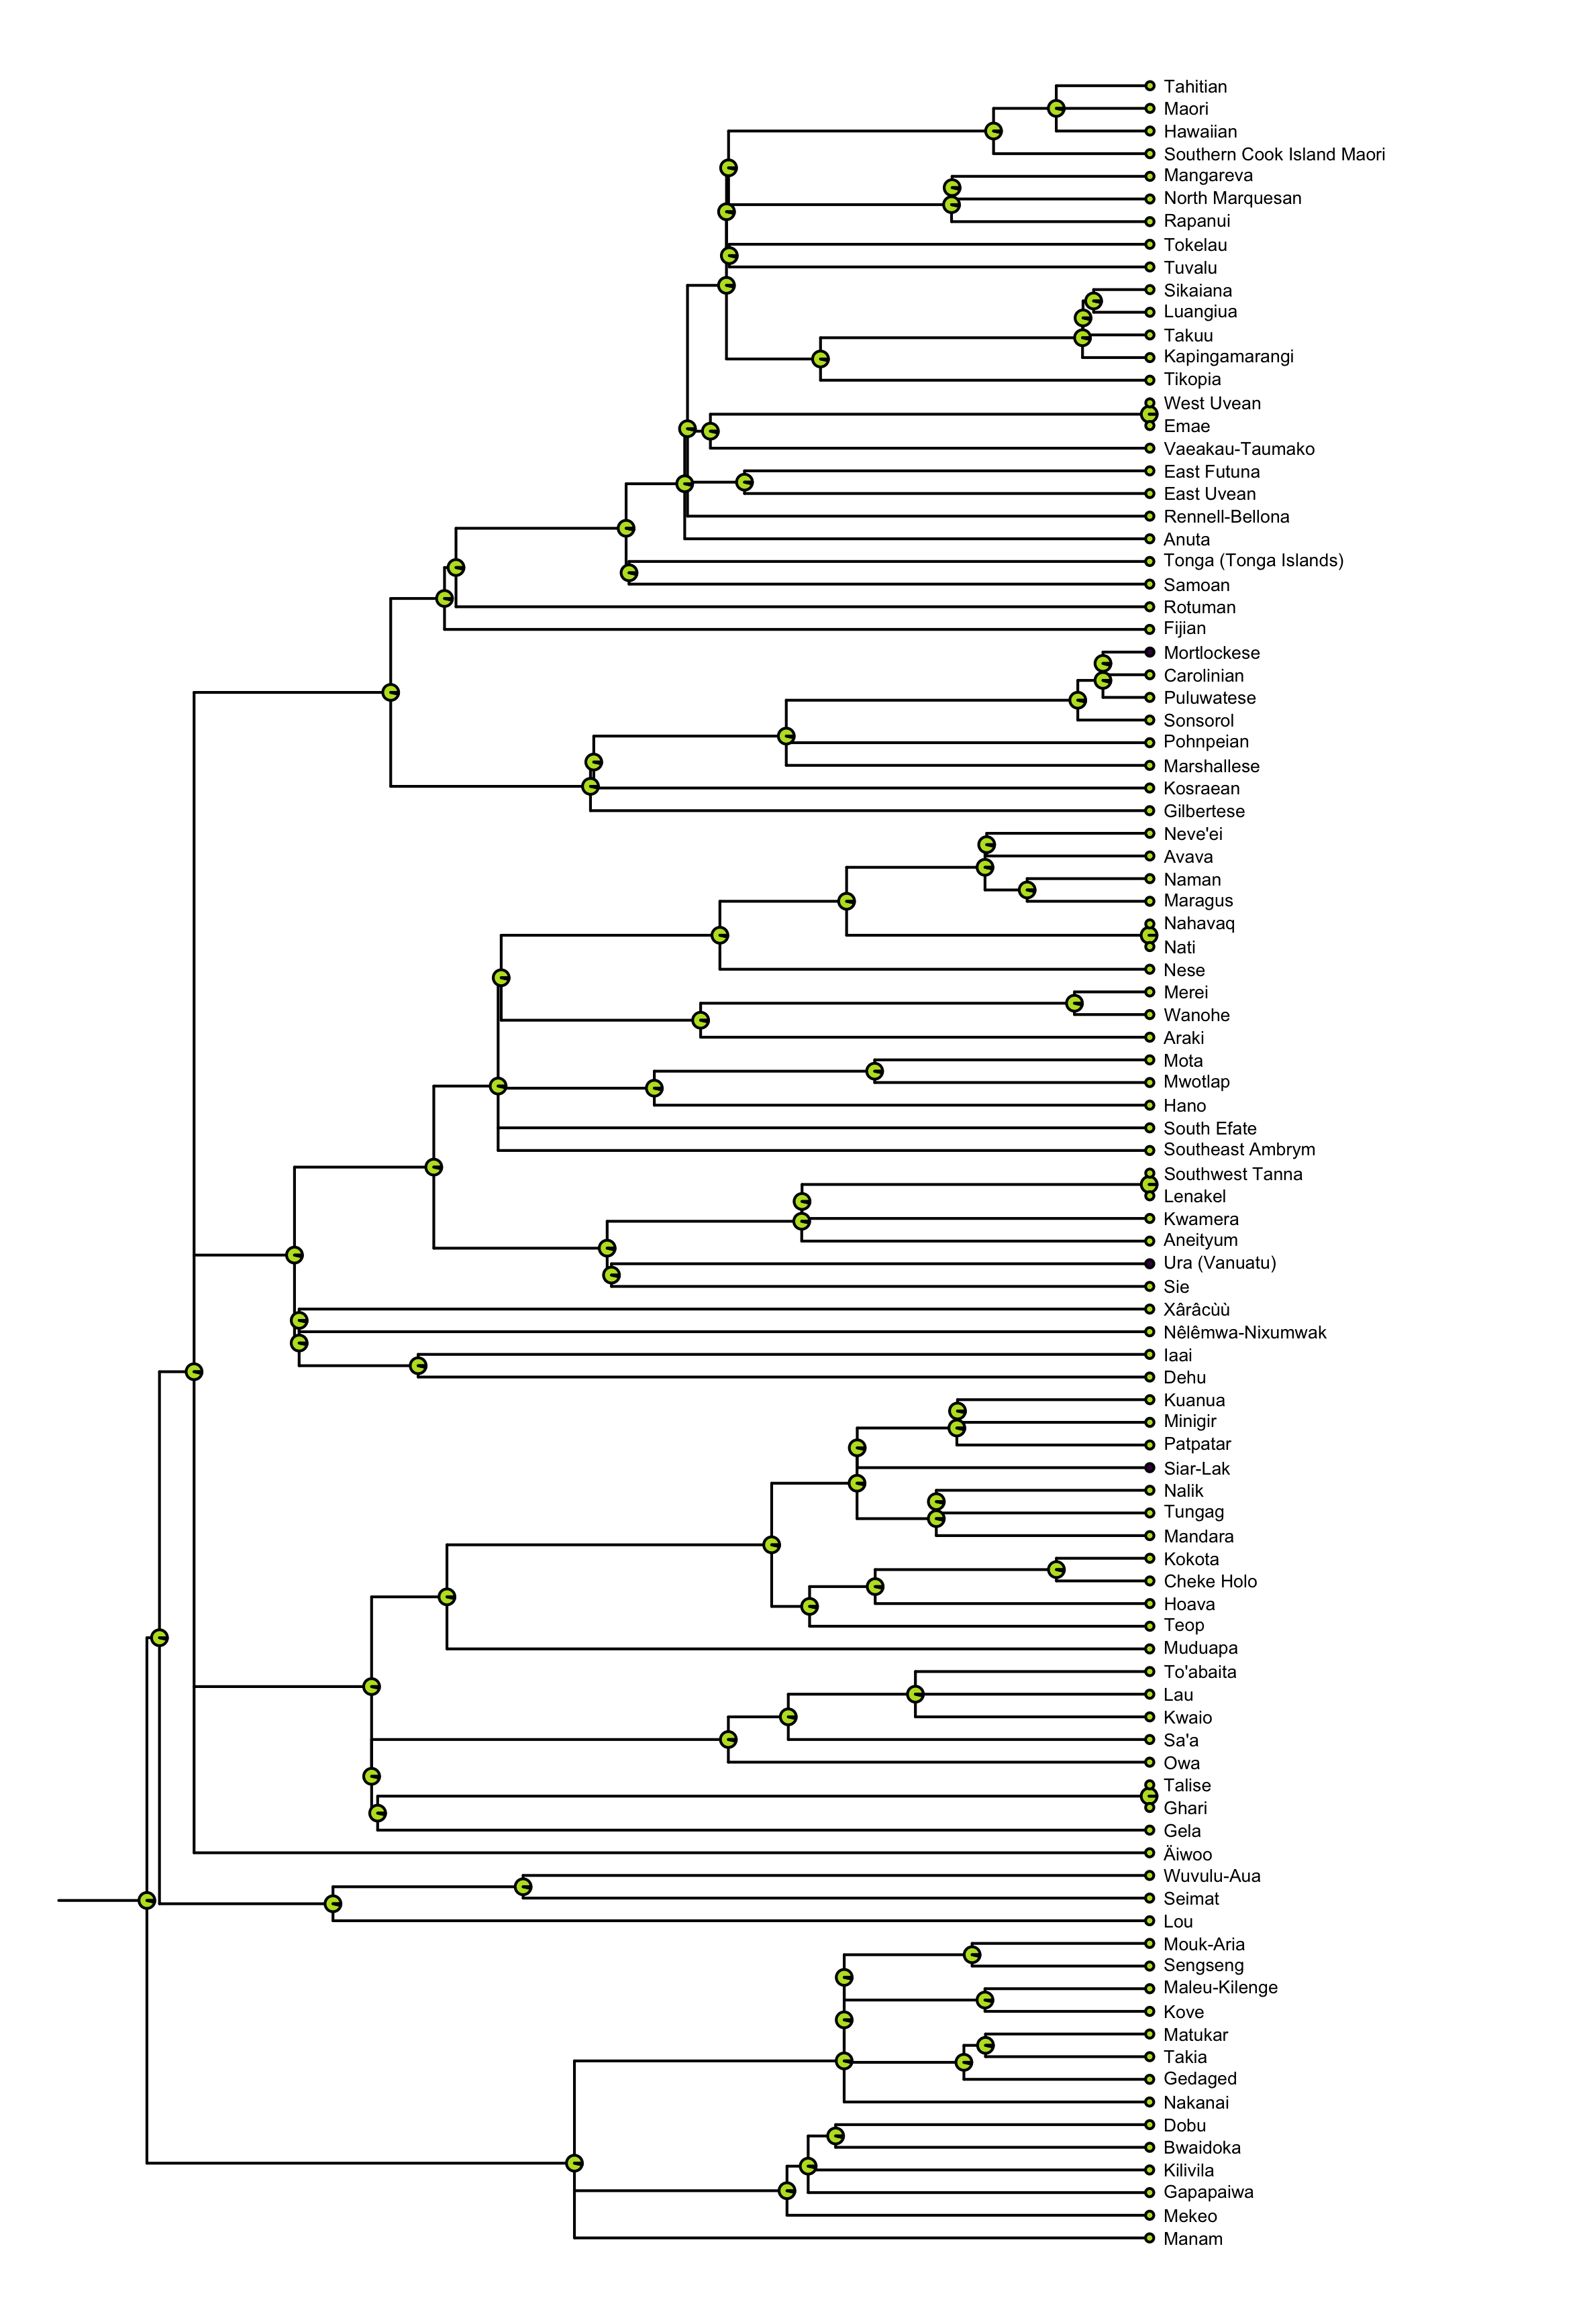 Tahitian
Maori
Hawaiian
Southern Cook Island Maori
Mangareva
North Marquesan
Rapanui
Tokelau
Tuvalu
Sikaiana
Luangiua
Takuu
Kapingamarangi
Tikopia
West Uvean
Emae
Vaeakau-Taumako
East Futuna
East Uvean
Rennell-Bellona
Anuta
Tonga (Tonga Islands)
Samoan
Rotuman
Fijian
Mortlockese
Carolinian
Puluwatese
Sonsorol
Pohnpeian
Marshallese
Kosraean
Gilbertese
Neve'ei
Avava
Naman
Maragus
Nahavaq
Nati
Nese
Merei
Wanohe
Araki
Mota
Mwotlap
Hano
South Efate
Southeast Ambrym
Southwest Tanna
Lenakel
Kwamera
Aneityum
Ura (Vanuatu)
Sie
Xârâcùù
Nêlêmwa-Nixumwak
Iaai
Dehu
Kuanua
Minigir
Patpatar
Siar-Lak
Nalik
Tungag
Mandara
Kokota
Cheke Holo
Hoava
Teop
Muduapa
To'abaita
Lau
Kwaio
Sa'a
Owa
Talise
Ghari
Gela
Äiwoo
Wuvulu-Aua
Seimat
Lou
Mouk-Aria
Sengseng
Maleu-Kilenge
Kove
Matukar
Takia
Gedaged
Nakanai
Dobu
Bwaidoka
Kilivila
Gapapaiwa
Mekeo
Manam